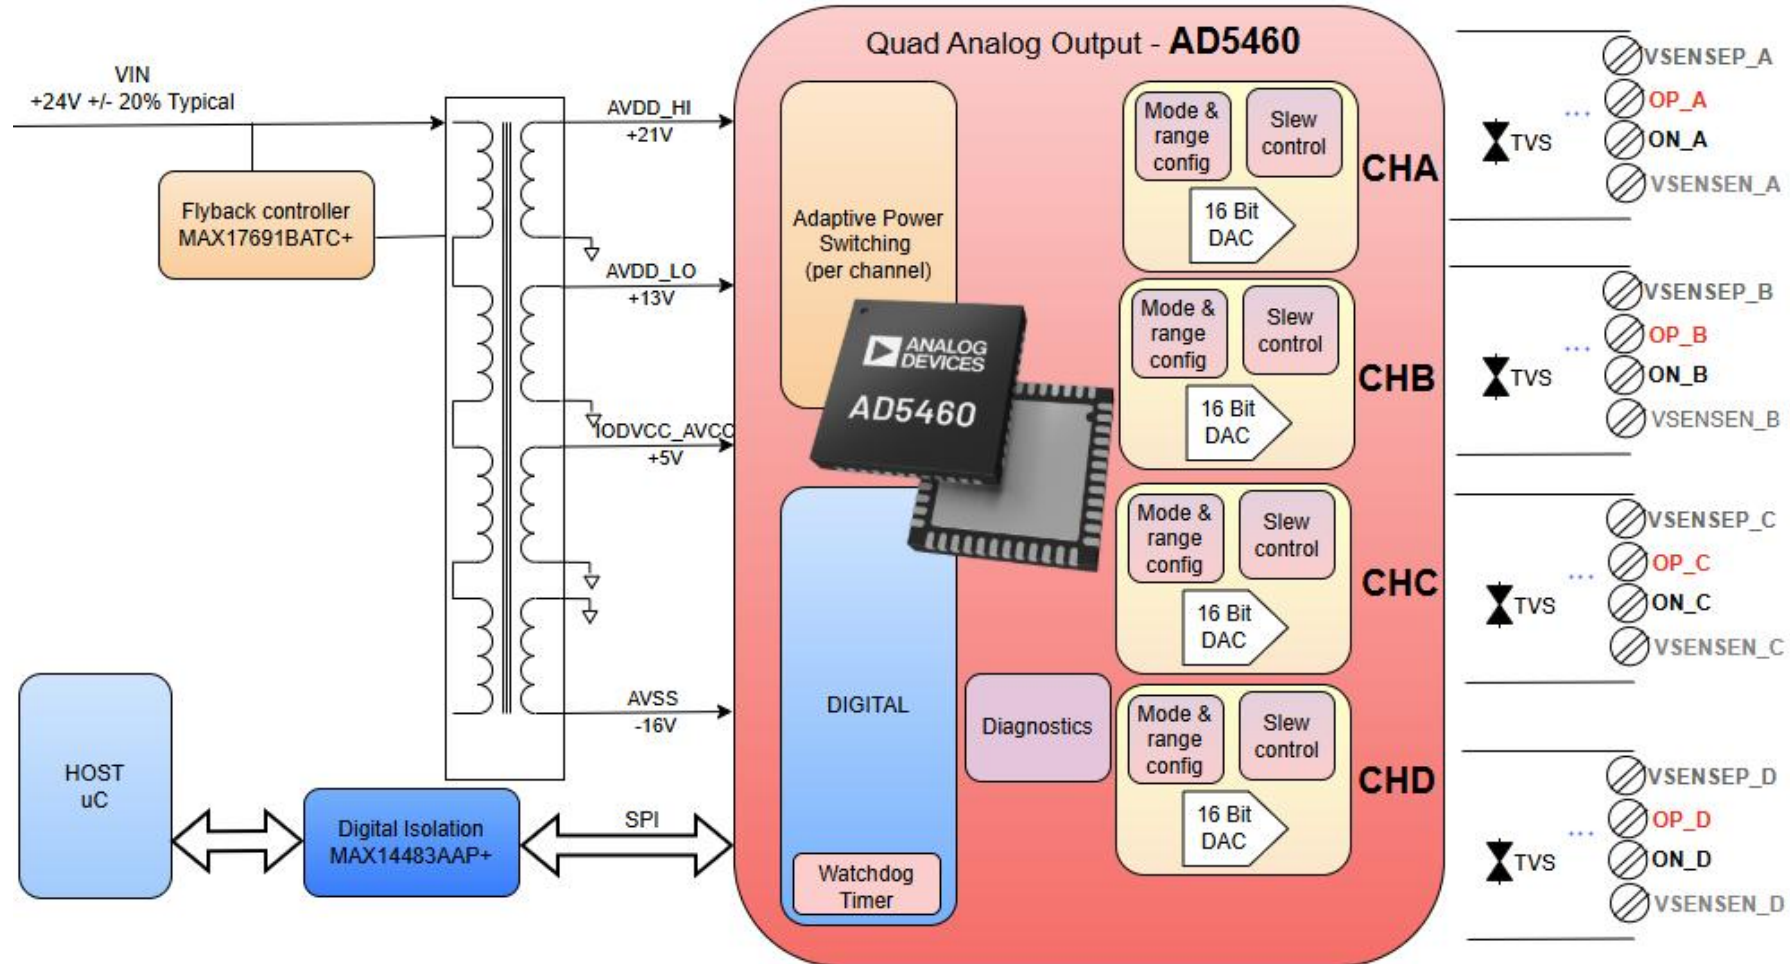 Quad Analog Output - AD5460
VIN
+24V +/- 20% Typical
Flyback controller
MAX17691BATC+
AVDD_HI
+21V
AVDD_LO
+13V
IODVCC_AVCC
+5V
AVSS
-16V
HOST
uC
Digital Isolation
MAX14483AAP+
SPI
Adaptive Power
Switching
(per channel)
ANALOG
DEVICES
AD5460
DIGITAL
Watchdog
Timer
Diagnostics
Mode &
range
config
Slew
control
16 Bit
DAC
CHA
Mode &
range
config
Slew
control
16 Bit
DAC
CHB
Mode &
range
config
Slew
control
16 Bit
DAC
CHC
Mode &
range
config
Slew
control
16 Bit
DAC
CHD
TVS
...
VSENSEP_A
OP_A
ON_A
VSENSEN_A
TVS
...
VSENSEP_B
OP_B
ON_B
VSENSEN_B
TVS
...
VSENSEP_C
OP_C
ON_C
VSENSEN_C
TVS
...
VSENSEP_D
OP_D
ON_D
VSENSEN_D